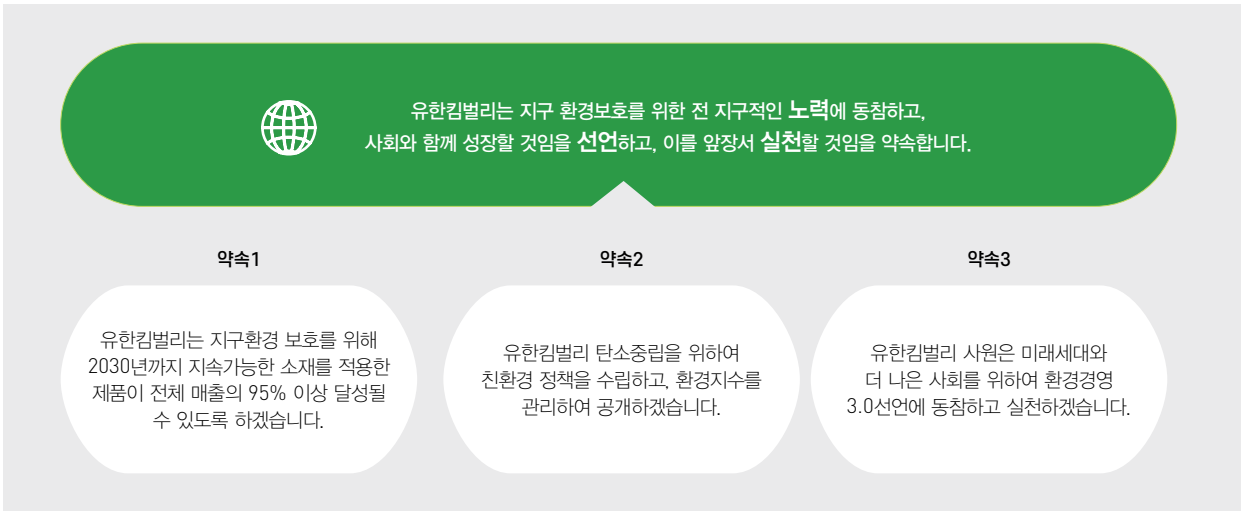 유한킴벌리는 지구 환경보호를 위한 전 지구적인 노력에 동참하고,
사회와 함께 성장할 것임을 선언하고, 이를 앞장서 실천할 것임을 약속합니다.
약속1
유한킴벌리는 지구환경 보호를 위해
2030년까지 지속가능한 소재를 적용한
제품이 전체 매출의 95% 이상 달성될
수 있도록 하겠습니다.
약속2
유한킴벌리 탄소중립을 위하여
친환경 정책을 수립하고, 환경지수를
관리하여 공개하겠습니다.
약속3
유한킴벌리 사원은 미래세대와
더 나은 사회를 위하여 환경경영
3.0선언에 동참하고 실천하겠습니다.